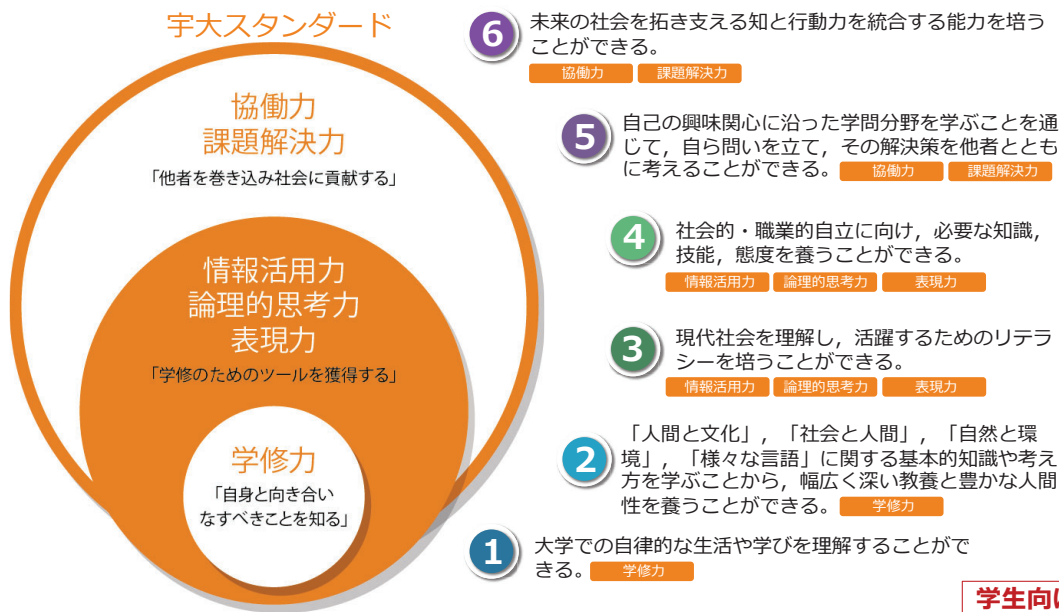 宇大スタンダード
協働力
課題解決力
「他者を巻き込み社会に貢献する」
情報活用力
論理的思考力
表現力
「学修のためのツールを獲得する」
学修力
「自身と向き合い
なすべきことを知る」
6
未来の社会を拓き支える知と行動力を統合する能力を培う
ことができる。
協働力 課題解決力
5
自己の興味関心に沿った学問分野を学ぶことを通
じて，自ら問いを立て，その解決策を他者ととも
に考えることができる。 協働力 課題解決力
4
社会的・職業的自立に向け，必要な知識，
技能，態度を養うことができる。
情報活用力 論理的思考力 表現力
3
現代社会を理解し，活躍するためのリテラ
シーを培うことができる。
情報活用力 論理的思考力 表現力
2
「人間と文化」，「社会と人間」，「自然と環
境」，「様々な言語」に関する基本的知識や考え
方を学ぶことから，幅広く深い教養と豊かな人間
性を養うことができる。 学修力
1
大学での自律的な生活や学びを理解することがで
きる。 学修力
学生向